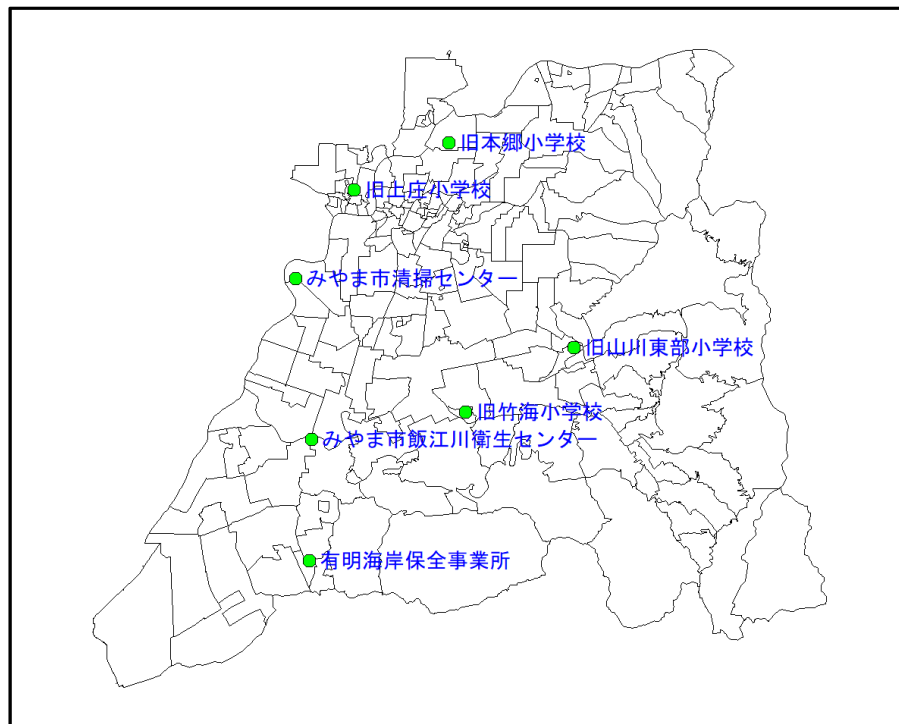 旧本郷小学校
旧上庄小学校
みやま市清掃センター
旧山川東部小学校
旧竹海小学校
みやま市飯江川衛生センター
有明海岸保全事業所